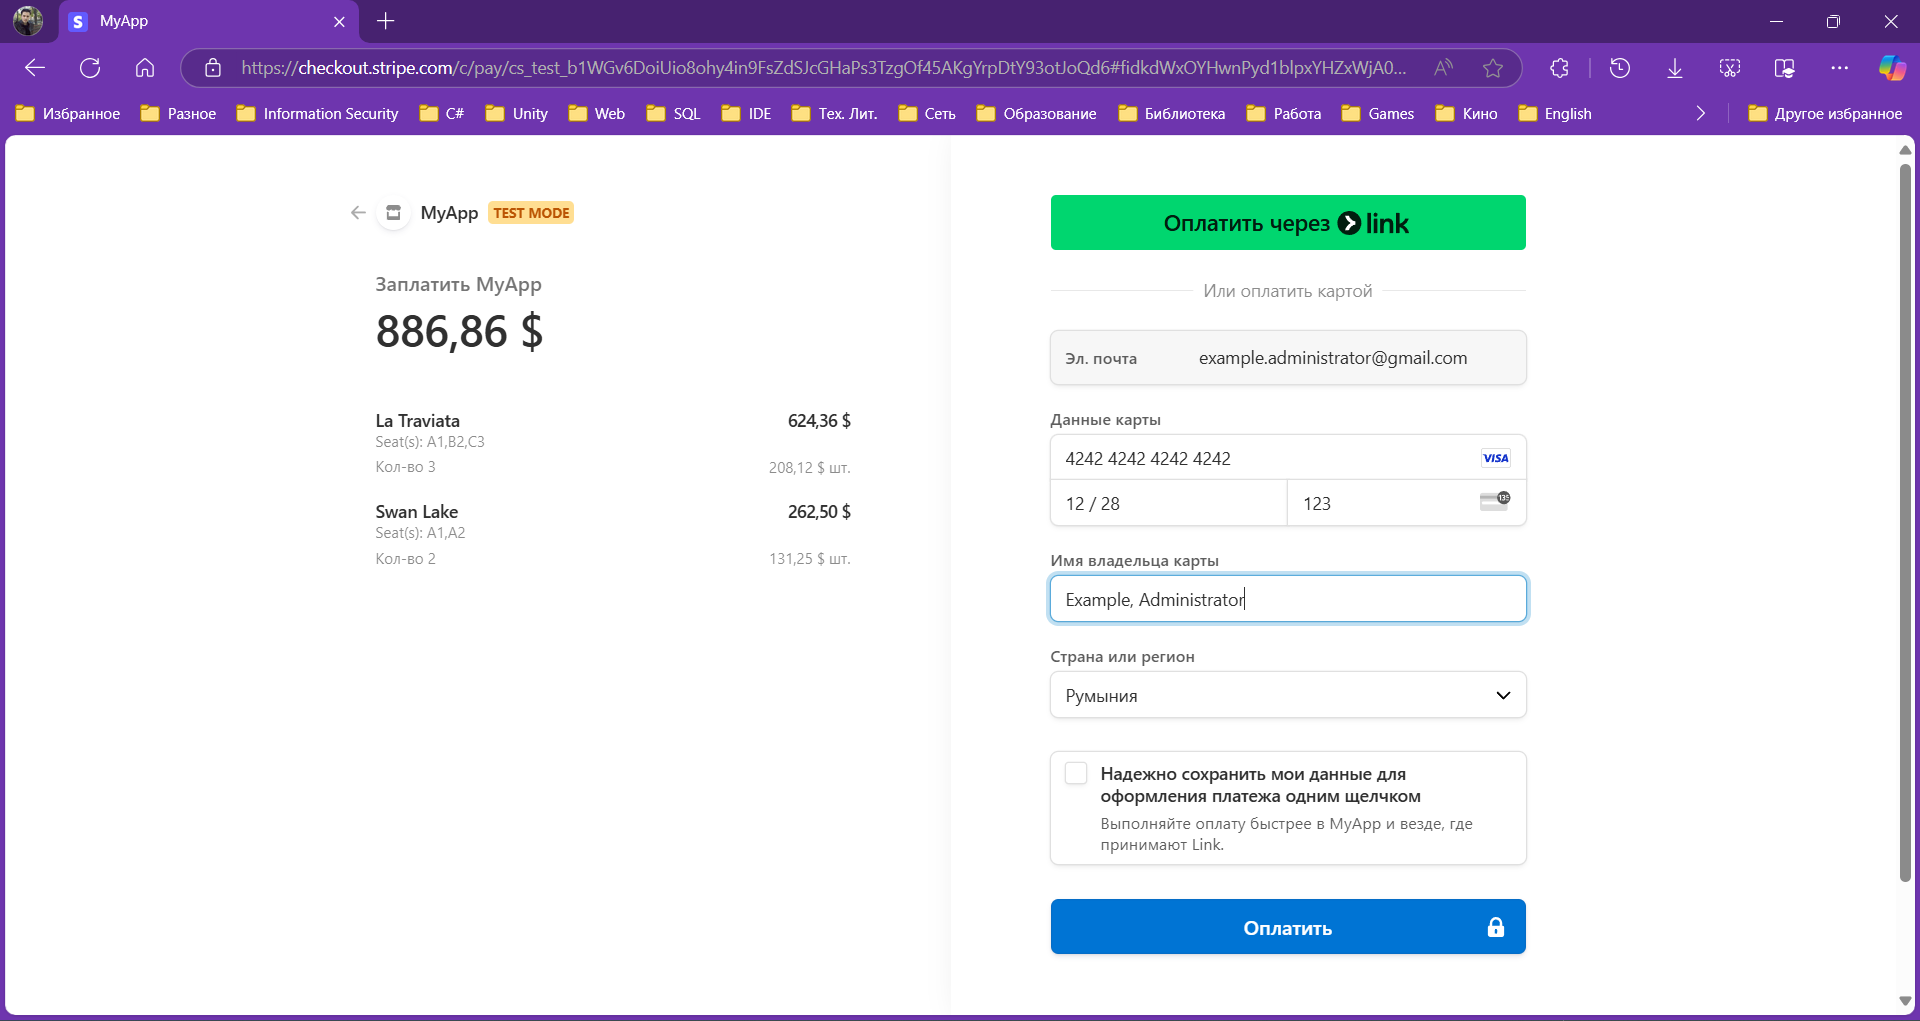 MyApp
https://checkout.stripe.com/c/pay/cs_test_b1WGv6DoiUio8ohy4in9FsZdSJcGHaPs3TzgOf45AKgYrpDtY93otJoQd6#fidkdWxOYHwnPyd1blpxYHZxWjA0...
Избранное Разное Information Security C# Unity Web SQL IDE Тех. Лит. Сеть Образование Библиотека Работа Games Кино English Другое избранное
MyApp TEST MODE
Заплатить MyApp
886,86 $
La Traviata 624,36 $
Seat(s): A1,B2,C3
Кол-во 3 208,12 $ шт.
Swan Lake 262,50 $
Seat(s): A1,A2
Кол-во 2 131,25 $ шт.
Оплатить через link
Или оплатить картой
Эл. почта example.administrator@gmail.com
Данные карты
4242 4242 4242 4242 VISA
12 / 28 123
Имя владельца карты
Example, Administrator
Страна или регион
Румыния
Надежно сохранить мои данные для
оформления платежа одним щелчком
Выполняйте оплату быстрее в MyApp и везде, где
принимают Link.
Оплатить